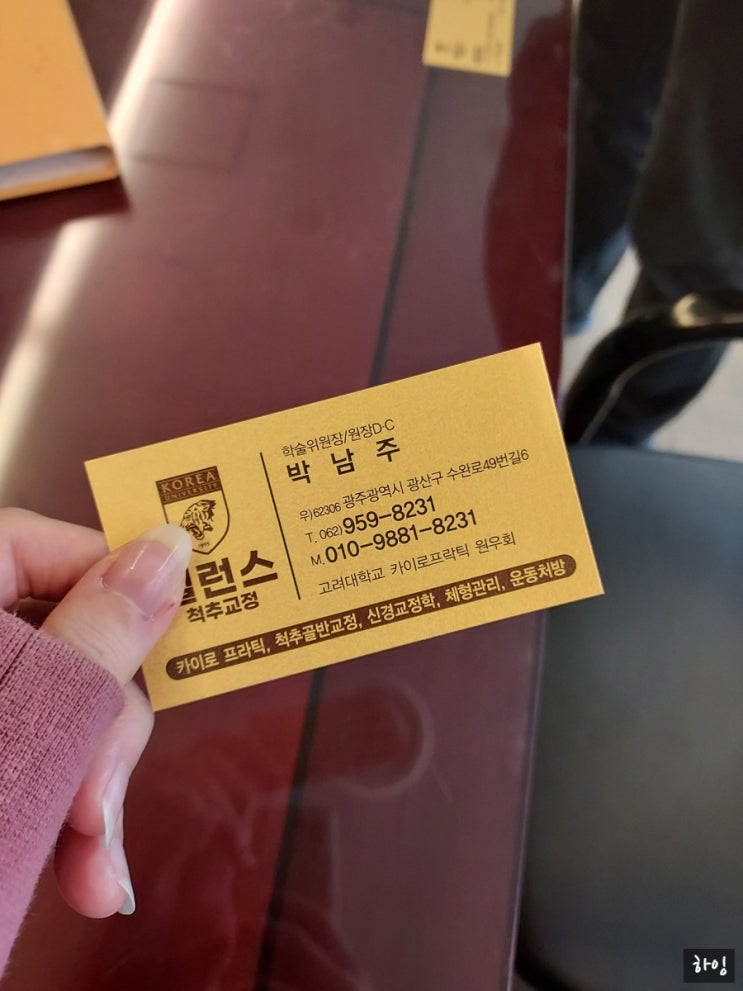 KOREA
UNIVERSITY
1905
척추교정
학술위원장/원장D·C
박 남 주
우)62306 광주광역시 광산구 수완로49번길6
T. 062)959-8231
M.010-9881-8231
고려대학교 카이로프락틱 원우회
카이로 프라틱, 척추골반교정, 신경교정학, 체형관리, 운동처방
하잉